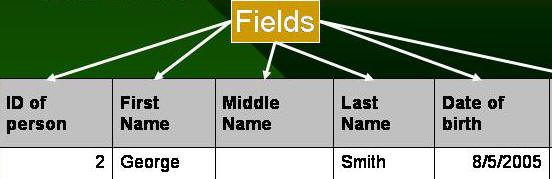 Fields
ID of person
First Name
Middle Name
Last Name
Date of birth
2 George Smith 8/5/2005